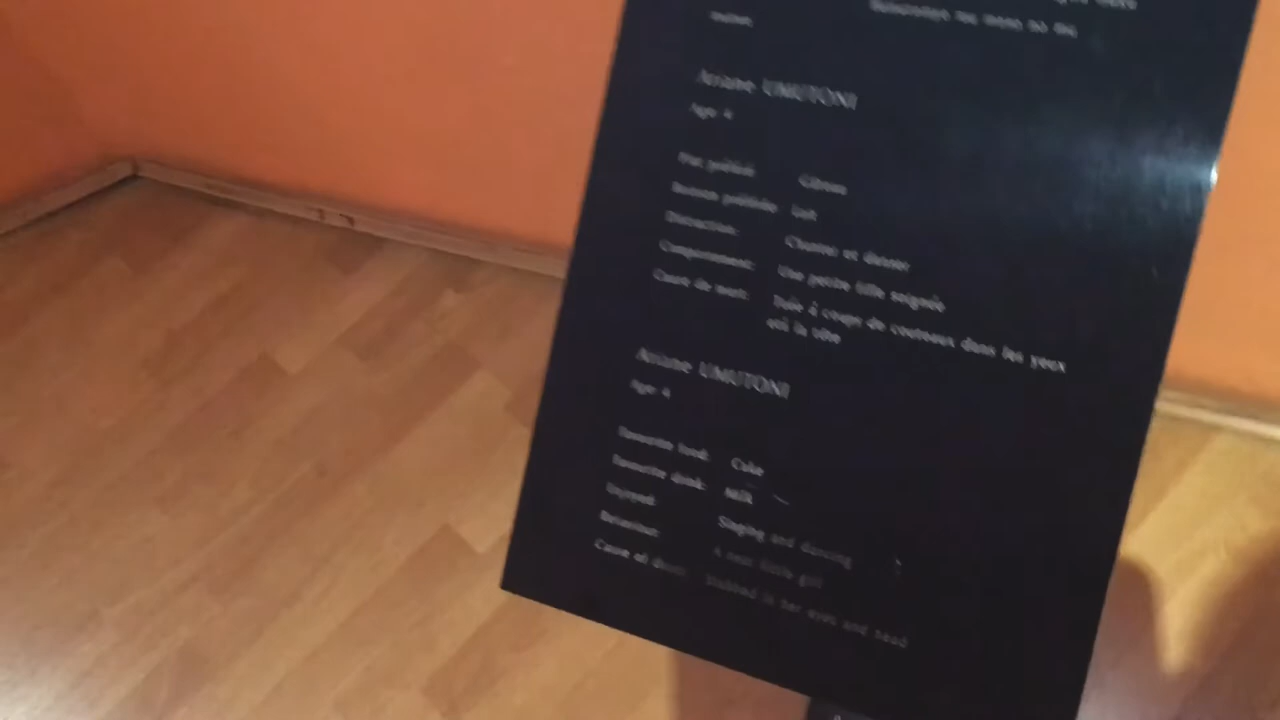 Ariane UMUTONI
Age: 4
Plat préféré: Gâteau
Boisson préférée: Lait
Distraction: Chanter et danser
Comportement: Une petite fille soignée
Cause de mort: Tuée à coups de couteaux dans les yeux
et à la tête
Ariane UMUTONI
Age: 4
Favourite food: Cake
Favourite drink: Milk
Enjoyed: Singing and dancing
Behaviour: A neat little girl
Cause of death: Stabbed in her eyes and head